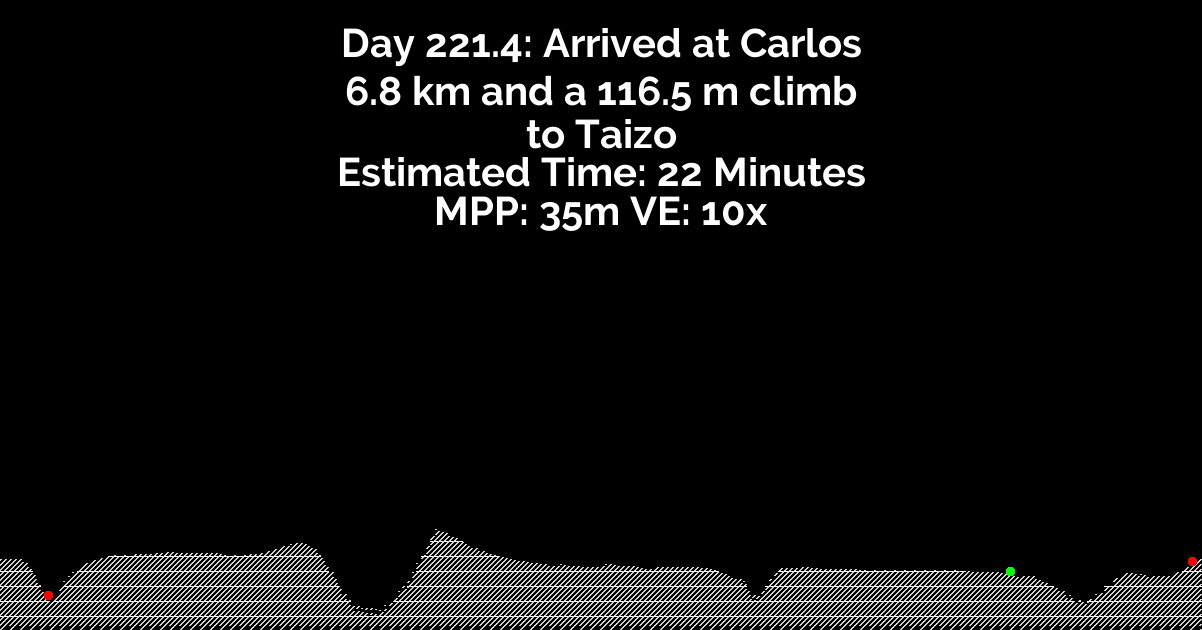 Day 221.4: Arrived at Carlos
6.8 km and a 116.5 m climb
to Taizo
Estimated Time: 22 Minutes
MPP: 35m VE: 10x